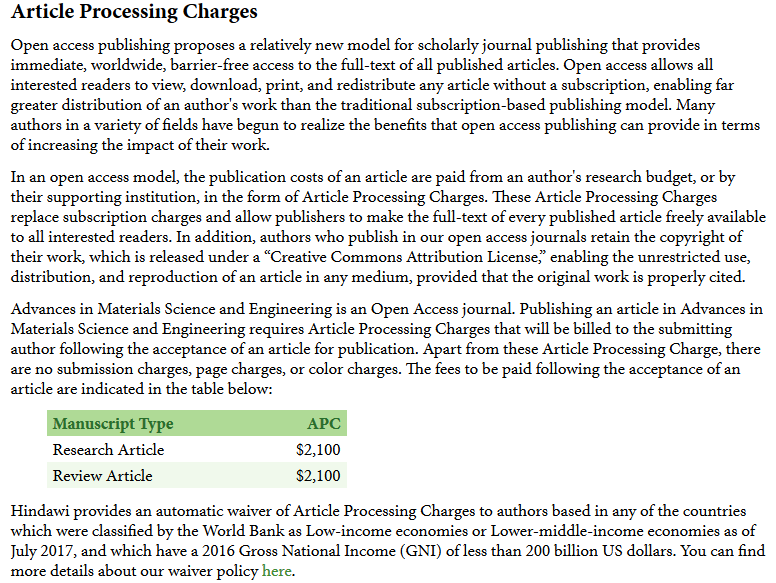 Article Processing Charges
Open access publishing proposes a relatively new model for scholarly journal publishing that provides
immediate, worldwide, barrier-free access to the full-text of all published articles. Open access allows all
interested readers to view, download, print, and redistribute any article without a subscription, enabling far
greater distribution of an author's work than the traditional subscription-based publishing model. Many
authors in a variety of fields have begun to realize the benefits that open access publishing can provide in terms
of increasing the impact of their work.
In an open access model, the publication costs of an article are paid from an author's research budget, or by
their supporting institution, in the form of Article Processing Charges. These Article Processing Charges
replace subscription charges and allow publishers to make the full-text of every published article freely available
to all interested readers. In addition, authors who publish in our open access journals retain the copyright of
their work, which is released under a “Creative Commons Attribution License,” enabling the unrestricted use,
distribution, and reproduction of an article in any medium, provided that the original work is properly cited.
Advances in Materials Science and Engineering is an Open Access journal. Publishing an article in Advances in
Materials Science and Engineering requires Article Processing Charges that will be billed to the submitting
author following the acceptance of an article for publication. Apart from these Article Processing Charge, there
are no submission charges, page charges, or color charges. The fees to be paid following the acceptance of an
article are indicated in the table below:
Manuscript Type APC
Research Article $2,100
Review Article $2,100
Hindawi provides an automatic waiver of Article Processing Charges to authors based in any of the countries
which were classified by the World Bank as Low-income economies or Lower-middle-income economies as of
July 2017, and which have a 2016 Gross National Income (GNI) of less than 200 billion US dollars. You can find
more details about our waiver policy here.